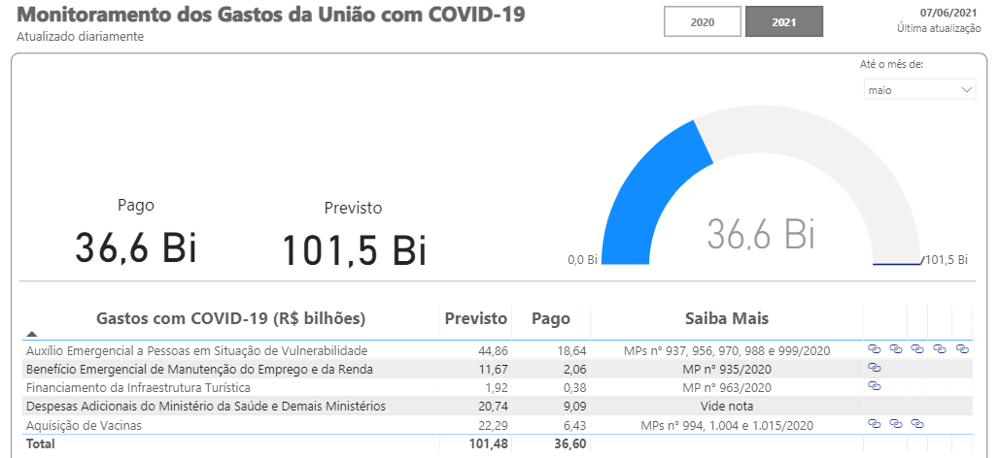 Monitoramento dos Gastos da União com COVID-19
Atualizado diariamente
2020
2021
07/06/2021
Última atualização
Até o mês de:
maio
Pago
36,6 Bi
Previsto
101,5 Bi
36,6 Bi
0,0 Bi
101,5 Bi
Gastos com COVID-19 (R$ bilhões) Previsto Pago Saiba Mais
Auxílio Emergencial a Pessoas em Situação de Vulnerabilidade 44,86 18,64 MPs nº 937, 956, 970, 988 e 999/2020
Benefício Emergencial de Manutenção do Emprego e da Renda 11,67 2,06 MP nº 935/2020
Financiamento da Infraestrutura Turística 1,92 0,38 MP nº 963/2020
Despesas Adicionais do Ministério da Saúde e Demais Ministérios 20,74 9,09 Vide nota
Aquisição de Vacinas 22,29 6,43 MPs nº 994, 1.004 e 1.015/2020
Total 101,48 36,60